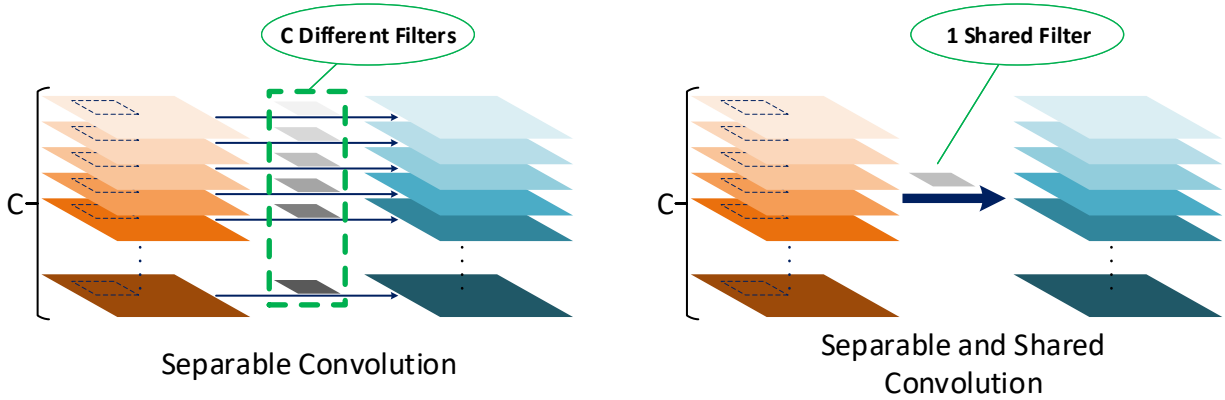 C Different Filters
1 Shared Filter
C
C
Separable Convolution
Separable and Shared
Convolution